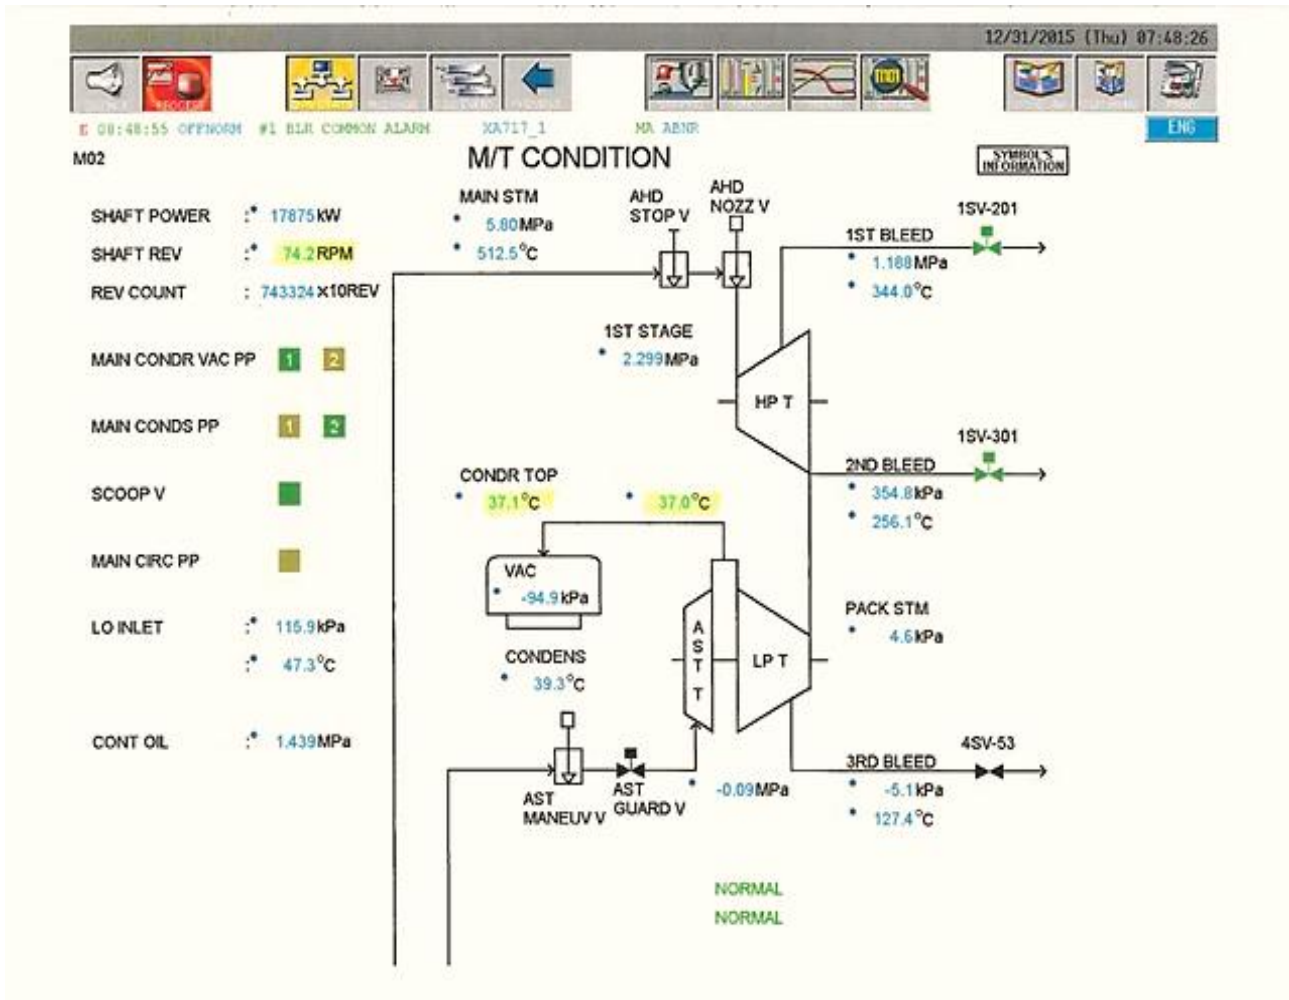 12/31/2015 (Thu) 07:48:26
E 08:48:55 OFFNORM #1 BLR COMMON ALARM XA717_1 MA ABNR
ENG
M02
M/T CONDITION
SYMBOL'S
INFORMATION
SHAFT POWER :* 17875 kW
SHAFT REV :* 74.2 RPM
REV COUNT : 743324 X10REV
MAIN CONDR VAC PP 1 2
MAIN CONDS PP 1 2
SCOOP V
MAIN CIRC PP
LO INLET :* 115.9 kPa
:* 47.3°C
CONT OIL :* 1.439 MPa
MAIN STM
* 5.80 MPa
* 512.5°C
AHD
STOP V
AHD
NOZZ V
1ST STAGE
* 2.299 MPa
HP T
1ST BLEED
* 1.188 MPa
* 344.0°C
1SV-201
2ND BLEED
* 354.8 kPa
* 256.1°C
1SV-301
CONDR TOP
* 37.1°C * 37.0°C
VAC
* -94.9 kPa
CONDENS
* 39.3°C
AST T
LP T
PACK STM
* 4.6 kPa
AST
MANEUV V
AST
GUARD V
* -0.09 MPa
3RD BLEED
* -5.1 kPa
* 127.4°C
4SV-53
NORMAL
NORMAL